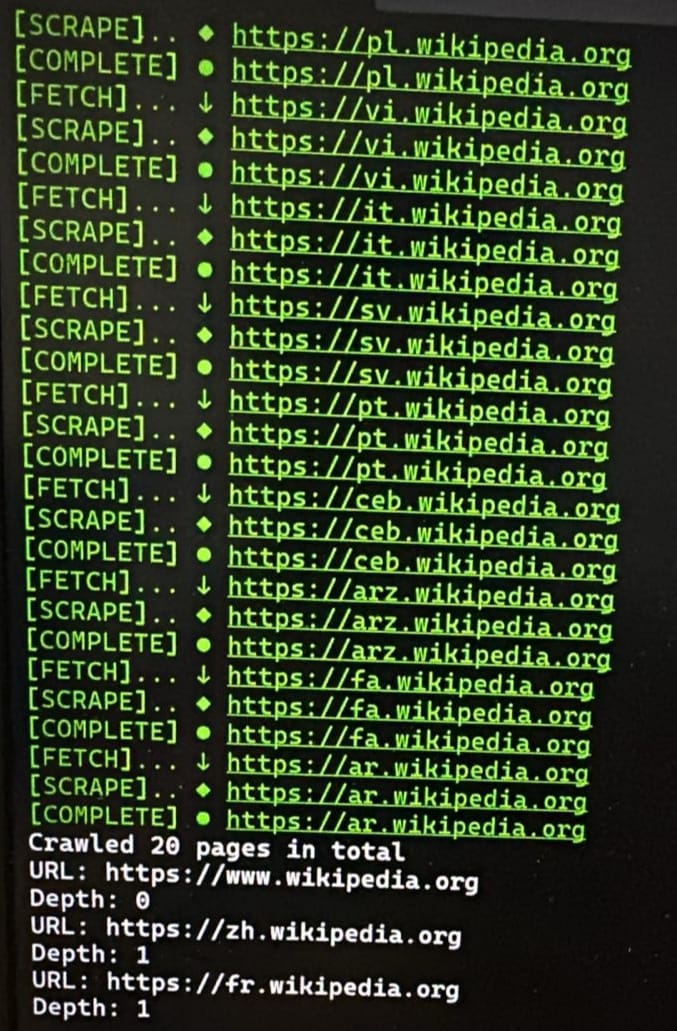 [SCRAPE].. ◆ https://pl.wikipedia.org
[COMPLETE] ● https://pl.wikipedia.org
[FETCH]... ↓ https://vi.wikipedia.org
[SCRAPE].. ◆ https://vi.wikipedia.org
[COMPLETE] ● https://vi.wikipedia.org
[FETCH]... ↓ https://it.wikipedia.org
[SCRAPE].. ◆ https://it.wikipedia.org
[COMPLETE] ● https://it.wikipedia.org
[FETCH]... ↓ https://sv.wikipedia.org
[SCRAPE].. ◆ https://sv.wikipedia.org
[COMPLETE] ● https://sv.wikipedia.org
[FETCH]... ↓ https://pt.wikipedia.org
[SCRAPE].. ◆ https://pt.wikipedia.org
[COMPLETE] ● https://pt.wikipedia.org
[FETCH]... ↓ https://ceb.wikipedia.org
[SCRAPE].. ◆ https://ceb.wikipedia.org
[COMPLETE] ● https://ceb.wikipedia.org
[FETCH]... ↓ https://arz.wikipedia.org
[SCRAPE].. ◆ https://arz.wikipedia.org
[COMPLETE] ● https://arz.wikipedia.org
[FETCH]... ↓ https://fa.wikipedia.org
[SCRAPE].. ◆ https://fa.wikipedia.org
[COMPLETE] ● https://fa.wikipedia.org
[FETCH]... ↓ https://ar.wikipedia.org
[SCRAPE].. ◆ https://ar.wikipedia.org
[COMPLETE] ● https://ar.wikipedia.org
Crawled 20 pages in total
URL: https://www.wikipedia.org
Depth: 0
URL: https://zh.wikipedia.org
Depth: 1
URL: https://fr.wikipedia.org
Depth: 1